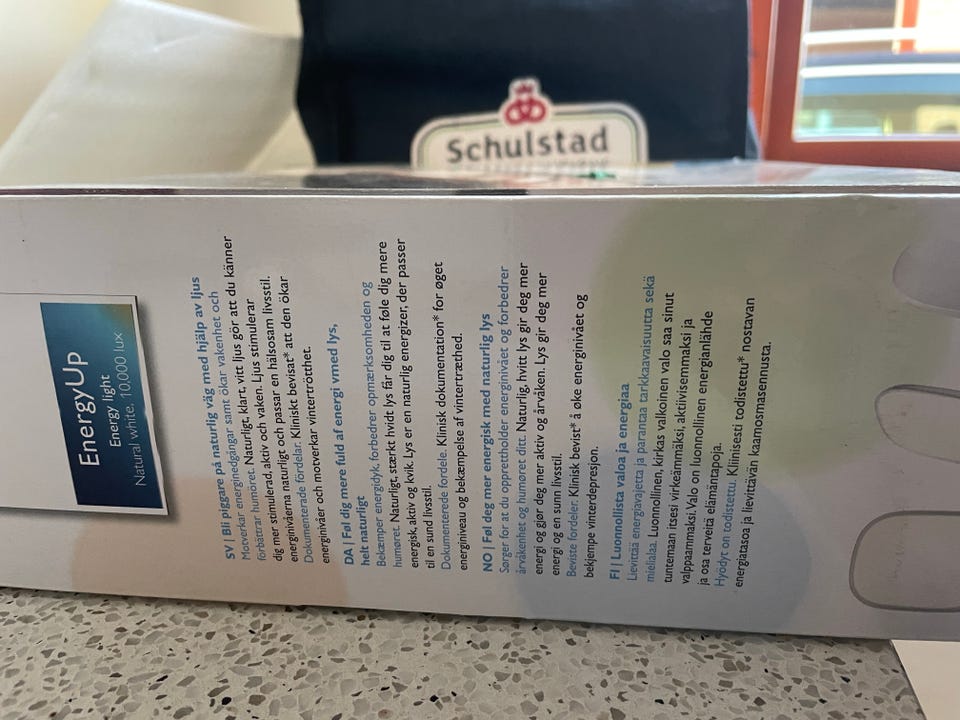 Schulstad
EnergyUp
Energy light
Natural white. 10,000 lux
SV | Bli piggare på naturlig väg med hjälp av ljus
Motverkar energinedgångar samt ökar vakenhet och
förbättrar humöret. Naturligt, klart, vitt ljus gör att du känner
dig mer stimulerad, aktiv och vaken. Ljus stimulerar
energinivåerna naturligt och passar en hälsosam livsstil.
Dokumenterade fördelar. Kliniskt bevisat* att den ökar
energinivåer och motverkar vintertrötthet.
DA | Føl dig mere fuld af energi vmed lys,
helt naturligt
Bekæmper energidyk, forbedrer opmærksomheden og
humøret. Naturligt, stærkt hvidt lys får dig til at føle dig mere
energisk, aktiv og kvik. Lys er en naturlig energizer, der passer
til en sund livsstil.
Dokumenterede fordele. Klinisk dokumentation* for øget
energiniveau og bekæmpelse af vintertræthed.
NO | Føl deg mer energisk med naturlig lys
Sørger for at du opprettholder energinivået og forbedrer
årvåkenhet og humøret ditt. Naturlig, hvitt lys gir deg mer
energi og gjør deg mer aktiv og årvåken. Lys gir deg mer
energi og en sunn livsstil.
Beviste fordeler: Klinisk bevist* å øke energinivået og
bekjempe vinterdepresjon.
FI | Luonnollista valoa ja energiaa
Lievittää energiavajetta ja parantaa tarkkaavaisuutta sekä
mielialaa. Luonnollinen, kirkas valkoinen valo saa sinut
tuntemaan itsesi virkeämmäksi, aktiivisemmaksi ja
valppaammaksi. Valo on luonnollinen energianlähde
ja osa terveitä elämäntapoja.
Hyödyt on todistettu. Kliinisesti todistettu* nostavan
energiatasoa ja lievittävän kaamosmasennusta.